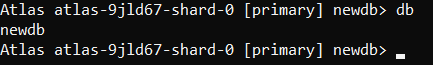 Atlas atlas-9jld67-shard-0 [primary] newdb> db
newdb
Atlas atlas-9jld67-shard-0 [primary] newdb>